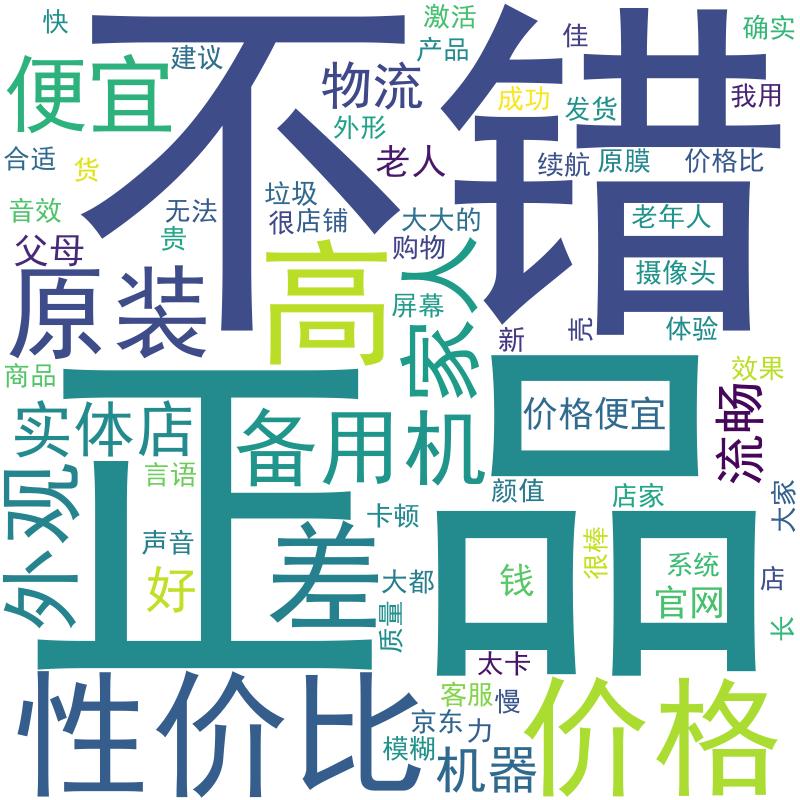 快
激活
佳
确实
建议
产品
不错
便宜
物流
成功
发货
我用
外形
合适
货
老人
续航
原膜
价格比
垃圾
音效
无法
很店铺
大大的
老年人
贵
父母
购物
高
家人
摄像头
原装
屏幕
新
壳
体验
商品
正品
效果
价格便宜
流畅
实体店
备用机
外观
言语
颜值
店家
大家
卡顿
声音
差
很棒
系统
好
大都
钱
店
官网
质量
长
太卡
性价比
客服
慢
价格
京东
力
模糊
机器